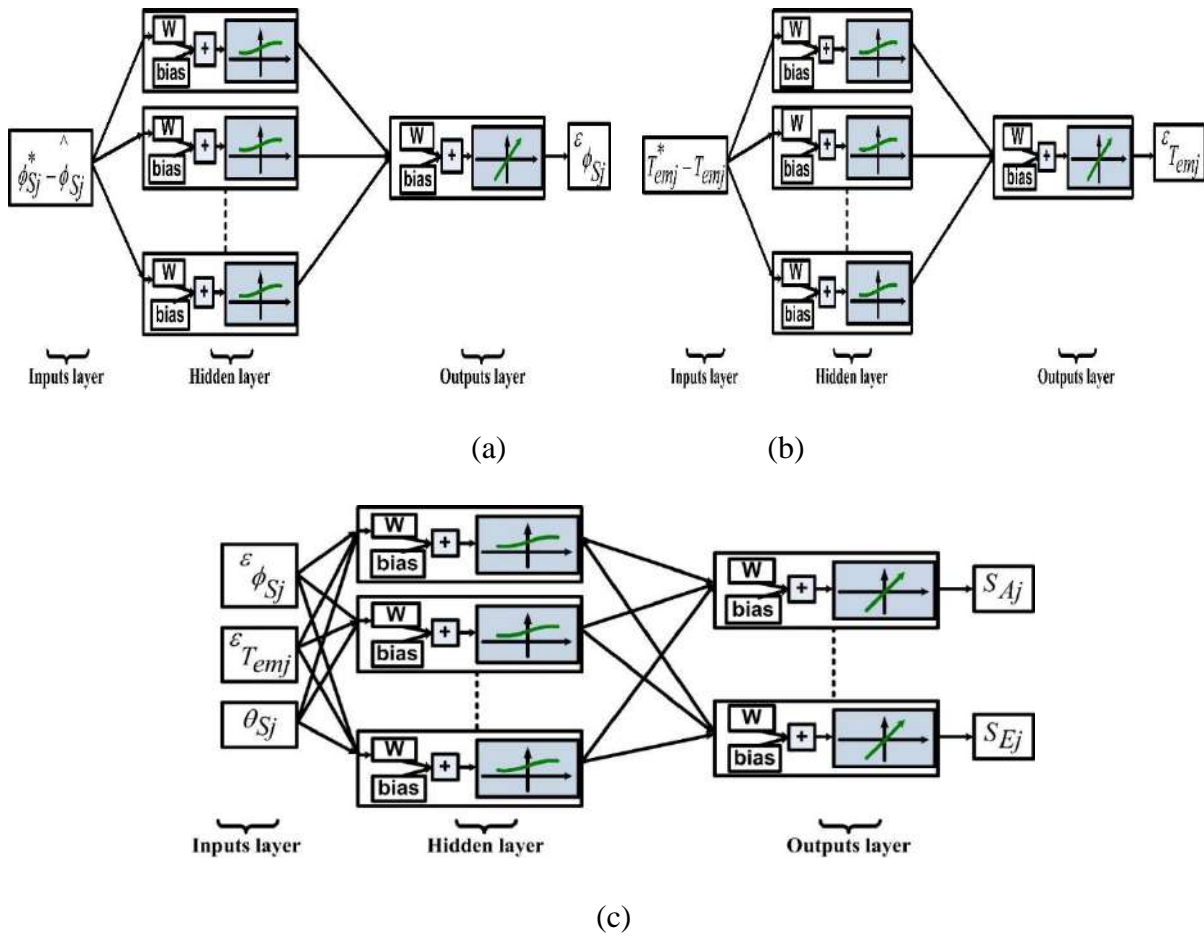 W
+
bias
W
+
bias
W
+
bias
ϕ*Sj − ϕ̂Sj
W
+
bias
εϕSj
Inputs layer
Hidden layer
Outputs layer
(a)
W
+
bias
W
+
bias
W
+
bias
T*emj − Temj
W
+
bias
εTemj
Inputs layer
Hidden layer
Outputs layer
(b)
εϕSj
εTemj
θSj
W
+
bias
W
+
bias
W
+
bias
W
+
bias
SAj
W
+
bias
SEj
Inputs layer
Hidden layer
Outputs layer
(c)